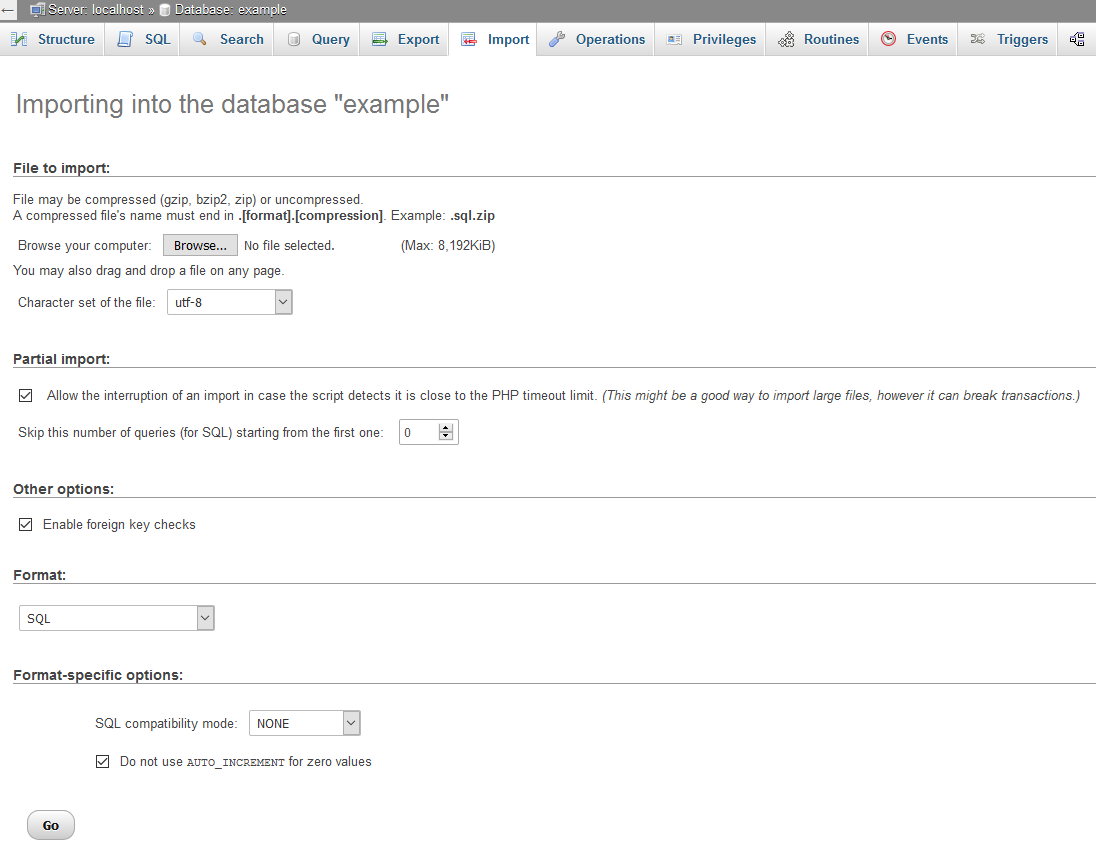 Server: localhost » Database: example
Structure SQL Search Query Export Import Operations Privileges Routines Events Triggers
Importing into the database "example"
File to import:
File may be compressed (gzip, bzip2, zip) or uncompressed.
A compressed file's name must end in .[format].[compression]. Example: .sql.zip
Browse your computer: Browse... No file selected. (Max: 8,192KiB)
You may also drag and drop a file on any page.
Character set of the file: utf-8
Partial import:
Allow the interruption of an import in case the script detects it is close to the PHP timeout limit. (This might be a good way to import large files, however it can break transactions.)
Skip this number of queries (for SQL) starting from the first one: 0
Other options:
Enable foreign key checks
Format:
SQL
Format-specific options:
SQL compatibility mode: NONE
Do not use AUTO_INCREMENT for zero values
Go